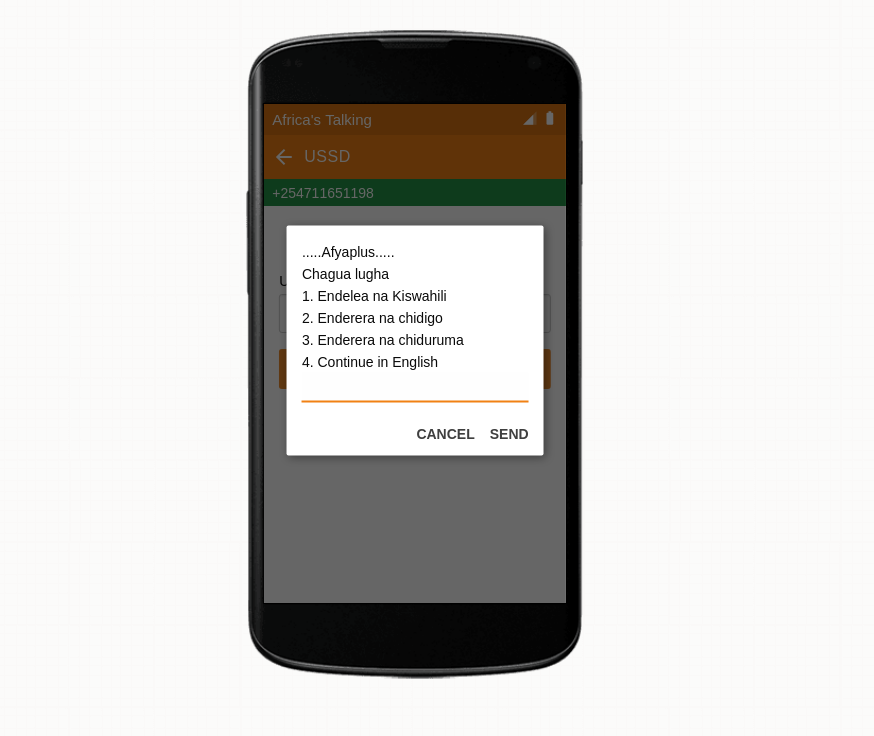 Africa's Talking
USSD
+254711651198
.....Afyaplus.....
Chagua lugha
1. Endelea na Kiswahili
2. Enderera na chidigo
3. Enderera na chiduruma
4. Continue in English
CANCEL SEND